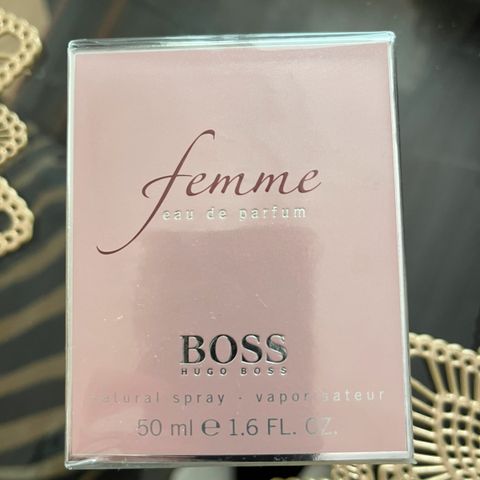 femme
eau de parfum
BOSS
HUGO BOSS
natural spray · vaporisateur
50 ml e 1.6 FL. OZ.